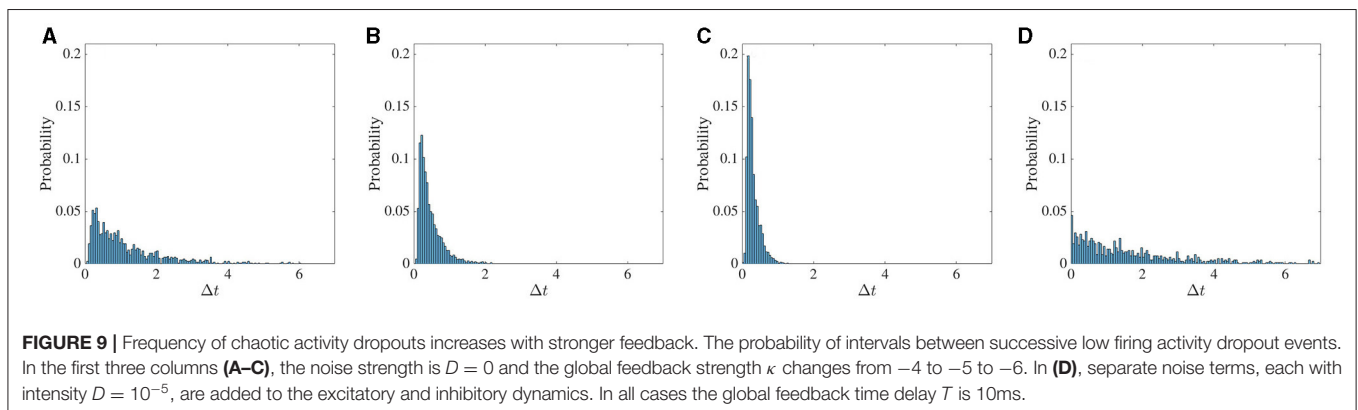 A
B
C
D
0.2
0.15
0.1
0.05
0
Probability
0 2 4 6
Δt
0.2
0.15
0.1
0.05
0
Probability
0 2 4 6
Δt
0.2
0.15
0.1
0.05
0
Probability
0 2 4 6
Δt
0.2
0.15
0.1
0.05
0
Probability
0 2 4 6
Δt
FIGURE 9 | Frequency of chaotic activity dropouts increases with stronger feedback. The probability of intervals between successive low firing activity dropout events.
In the first three columns (A–C), the noise strength is D = 0 and the global feedback strength κ changes from −4 to −5 to −6. In (D), separate noise terms, each with
intensity D = 10⁻⁵, are added to the excitatory and inhibitory dynamics. In all cases the global feedback time delay T is 10ms.